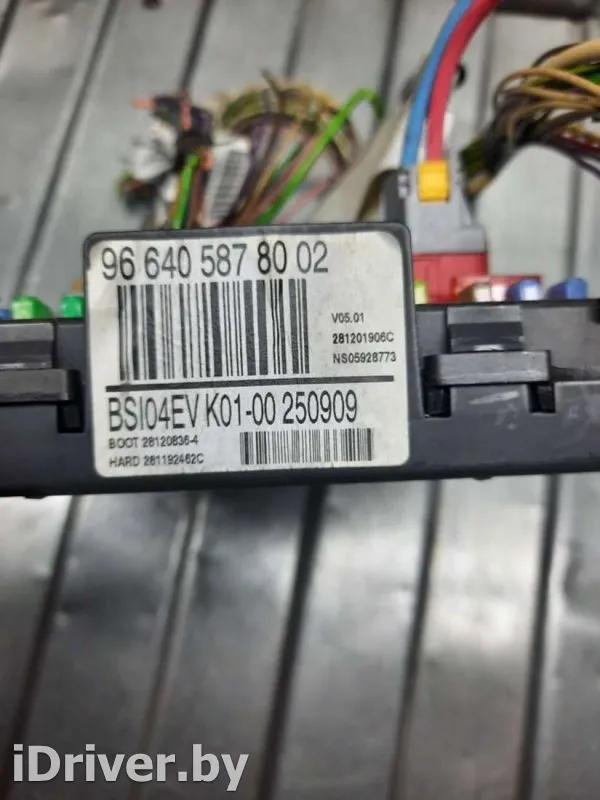 96 640 587 80 02
V05.01
281201906C
NS05928773
BSI04EV K01-00 250909
BOOT 28120836-4
HARD 281192462C
iDriver.by